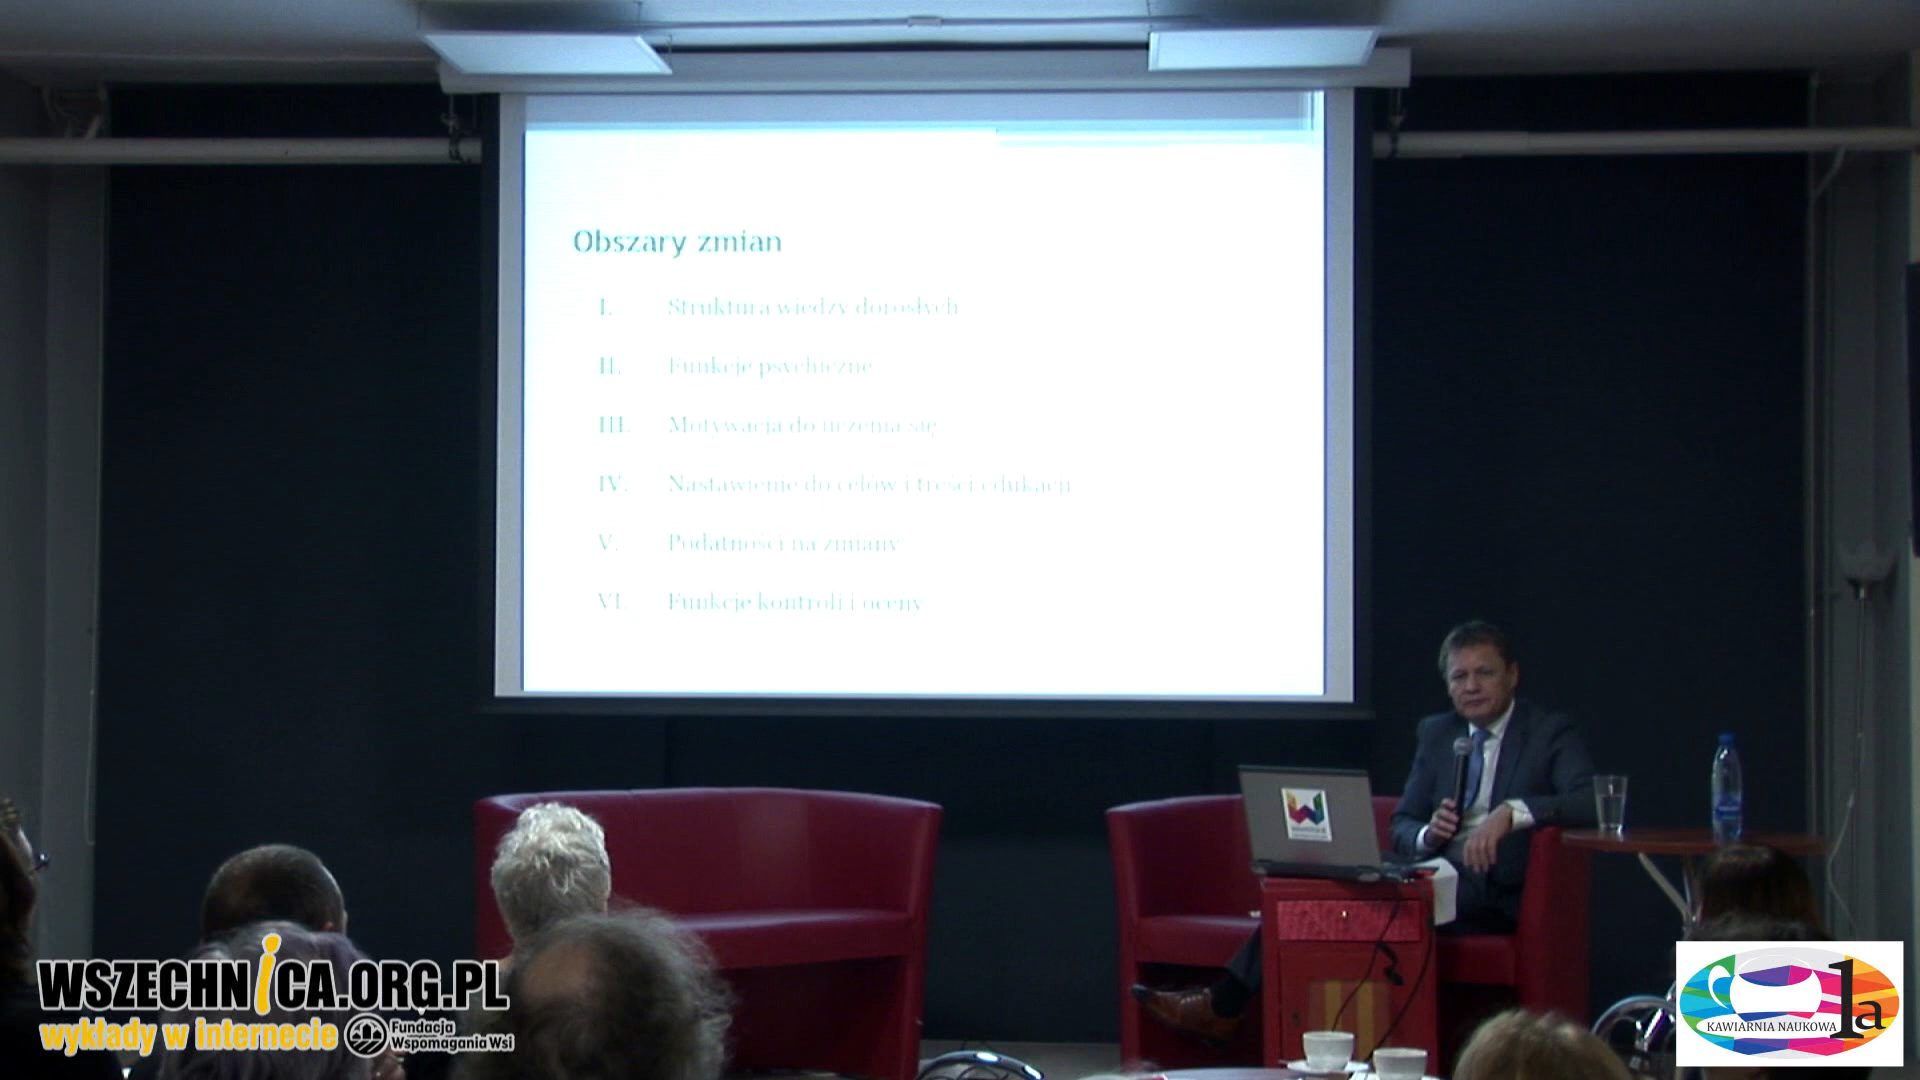 Obszary zmian
I. Struktura wiedzy dorosłych
II. Funkcje psychiczne
III. Motywacja do uczenia się
IV. Nastawienie do celów i treści edukacji
V. Podatności na zmiany
VI. Funkcje kontroli i oceny
WSZECHNiCA.ORG.PL
wykłady w internecie
Fundacja
Wspomagania Wsi
KAWIARNIA NAUKOWA 1a